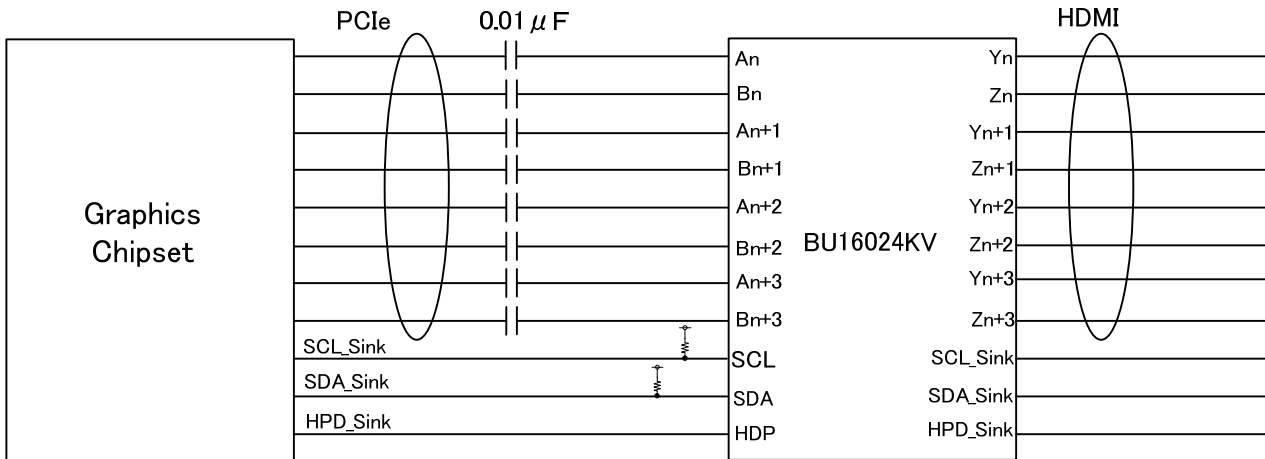 PCIe
0.01 μF
HDMI
Graphics
Chipset
BU16024KV
An
Bn
An+1
Bn+1
An+2
Bn+2
An+3
Bn+3
SCL
SDA
HDP
Yn
Zn
Yn+1
Zn+1
Yn+2
Zn+2
Yn+3
Zn+3
SCL_Sink
SDA_Sink
HPD_Sink
SCL_Sink
SDA_Sink
HPD_Sink